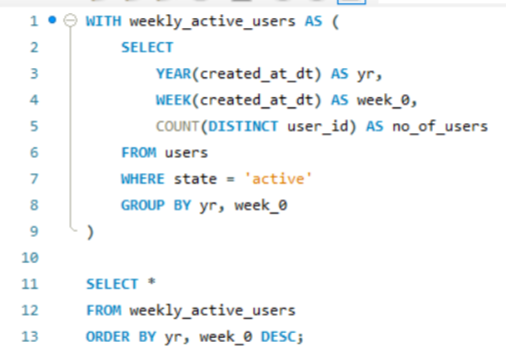 1 WITH weekly_active_users AS (
2 SELECT
3 YEAR(created_at_dt) AS yr,
4 WEEK(created_at_dt) AS week_0,
5 COUNT(DISTINCT user_id) AS no_of_users
6 FROM users
7 WHERE state = 'active'
8 GROUP BY yr, week_0
9 )
10
11 SELECT *
12 FROM weekly_active_users
13 ORDER BY yr, week_0 DESC;